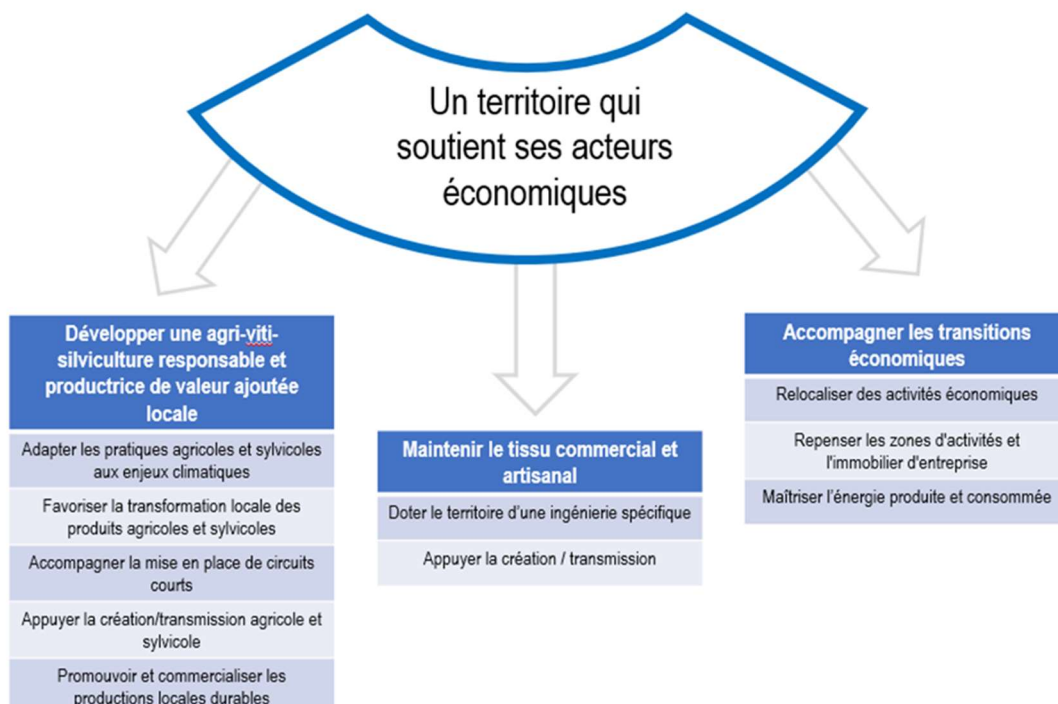 Un territoire qui
soutient ses acteurs
économiques
Développer une agri-viti-
silviculture responsable et
productrice de valeur ajoutée
locale
Adapter les pratiques agricoles et sylvicoles
aux enjeux climatiques
Favoriser la transformation locale des
produits agricoles et sylvicoles
Accompagner la mise en place de circuits
courts
Appuyer la création/transmission agricole et
sylvicole
Promouvoir et commercialiser les
productions locales durables
Maintenir le tissu commercial et
artisanal
Doter le territoire d’une ingénierie spécifique
Appuyer la création / transmission
Accompagner les transitions
économiques
Relocaliser des activités économiques
Repenser les zones d'activités et
l'immobilier d'entreprise
Maîtriser l’énergie produite et consommée